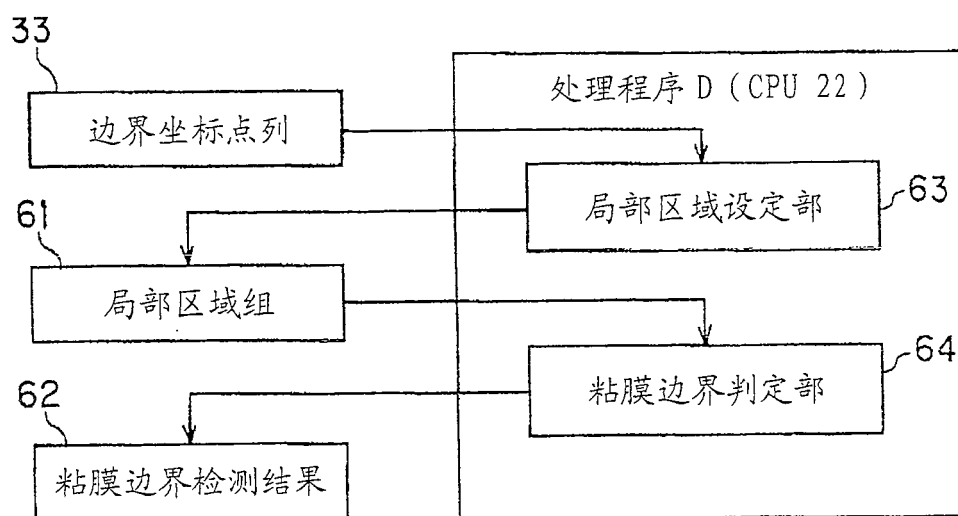 33
处理程序 D (CPU 22)
边界坐标点列
局部区域设定部
63
61
局部区域组
粘膜边界判定部
64
62
粘膜边界检测结果